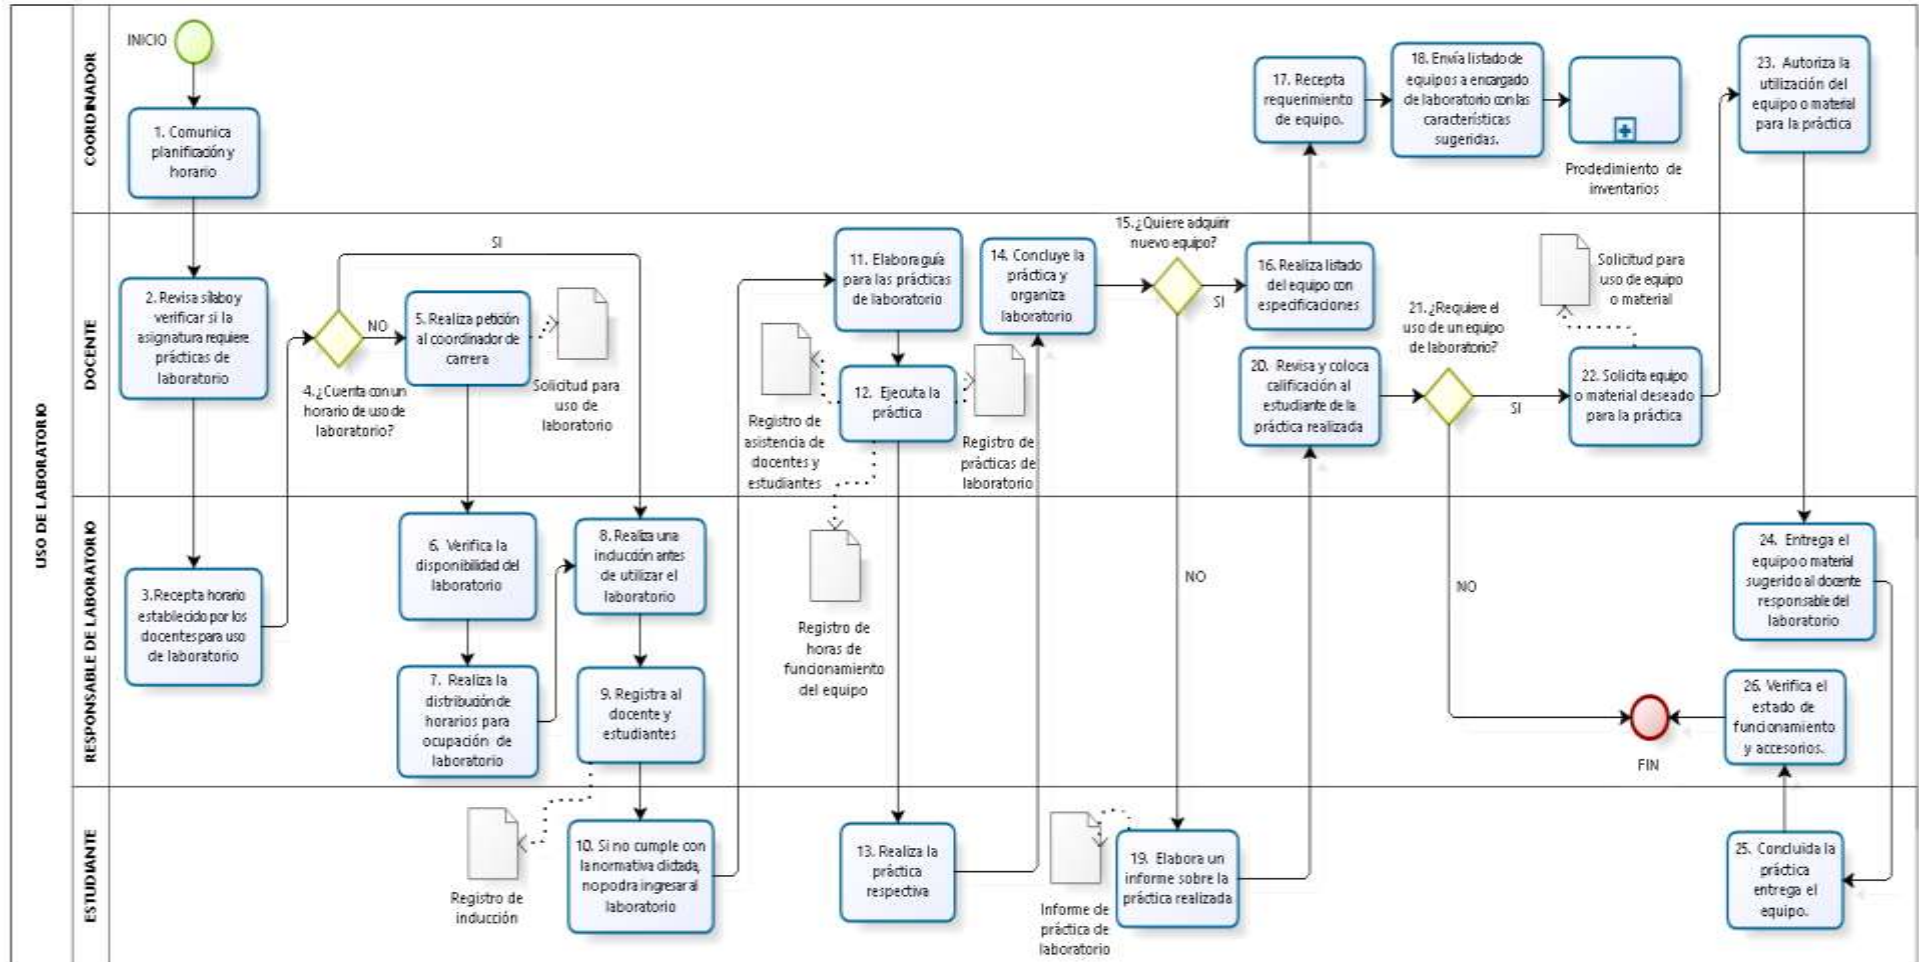 USO DE LABORATORIO
COORDINADOR
INICIO
1. Comunica
planificación y
horario
17. Recepta
requerimiento
de equipo.
18. Envía listado de
equipos a encargado
de laboratorio con las
características
sugeridas.
Prodedimiento de
inventarios
23. Autoriza la
utilización del
equipo o material
para la práctica
DOCENTE
2. Revisa sílabo y
verificar si la
asignatura requiere
prácticas de
laboratorio
SI
NO
4.¿Cuenta con un
horario de uso de
laboratorio?
5. Realiza petición
al coordinador de
carrera
Solicitud para
uso de
laboratorio
11. Elabora guía
para las prácticas
de laboratorio
12. Ejecuta la
práctica
Registro de
asistencia de
docentes y
estudiantes
Registro de
prácticas de
laboratorio
14. Concluye la
práctica y
organiza
laboratorio
15.¿Quiere adquirir
nuevo equipo?
SI
16. Realiza listado
del equipo con
especificaciones
20. Revisa y coloca
calificación al
estudiante de la
práctica realizada
21.¿Requiere el
uso de un equipo
de laboratorio?
SI
Solicitud para
uso de equipo
o material
22. Solicita equipo
o material deseado
para la práctica
RESPONSABLE DE LABORATORIO
3.Recepta horario
establecido por los
docentes para uso
de laboratorio
6. Verifica la
disponibilidad del
laboratorio
7. Realiza la
distribución de
horarios para
ocupación de
laboratorio
8. Realiza una
inducción antes
de utilizar el
laboratorio
9. Registra al
docente y
estudiantes
Registro de
horas de
funcionamiento
del equipo
NO
NO
FIN
24. Entrega el
equipo o material
sugerido al docente
responsable del
laboratorio
26. Verifica el
estado de
funcionamiento
y accesorios.
ESTUDIANTE
Registro de
inducción
10. Si no cumple con
la normativa dictada,
no podra ingresar al
laboratorio
13. Realiza la
práctica
respectiva
Informe de
práctica de
laboratorio
19. Elabora un
informe sobre la
práctica realizada
25. Concluida la
práctica
entrega el
equipo.